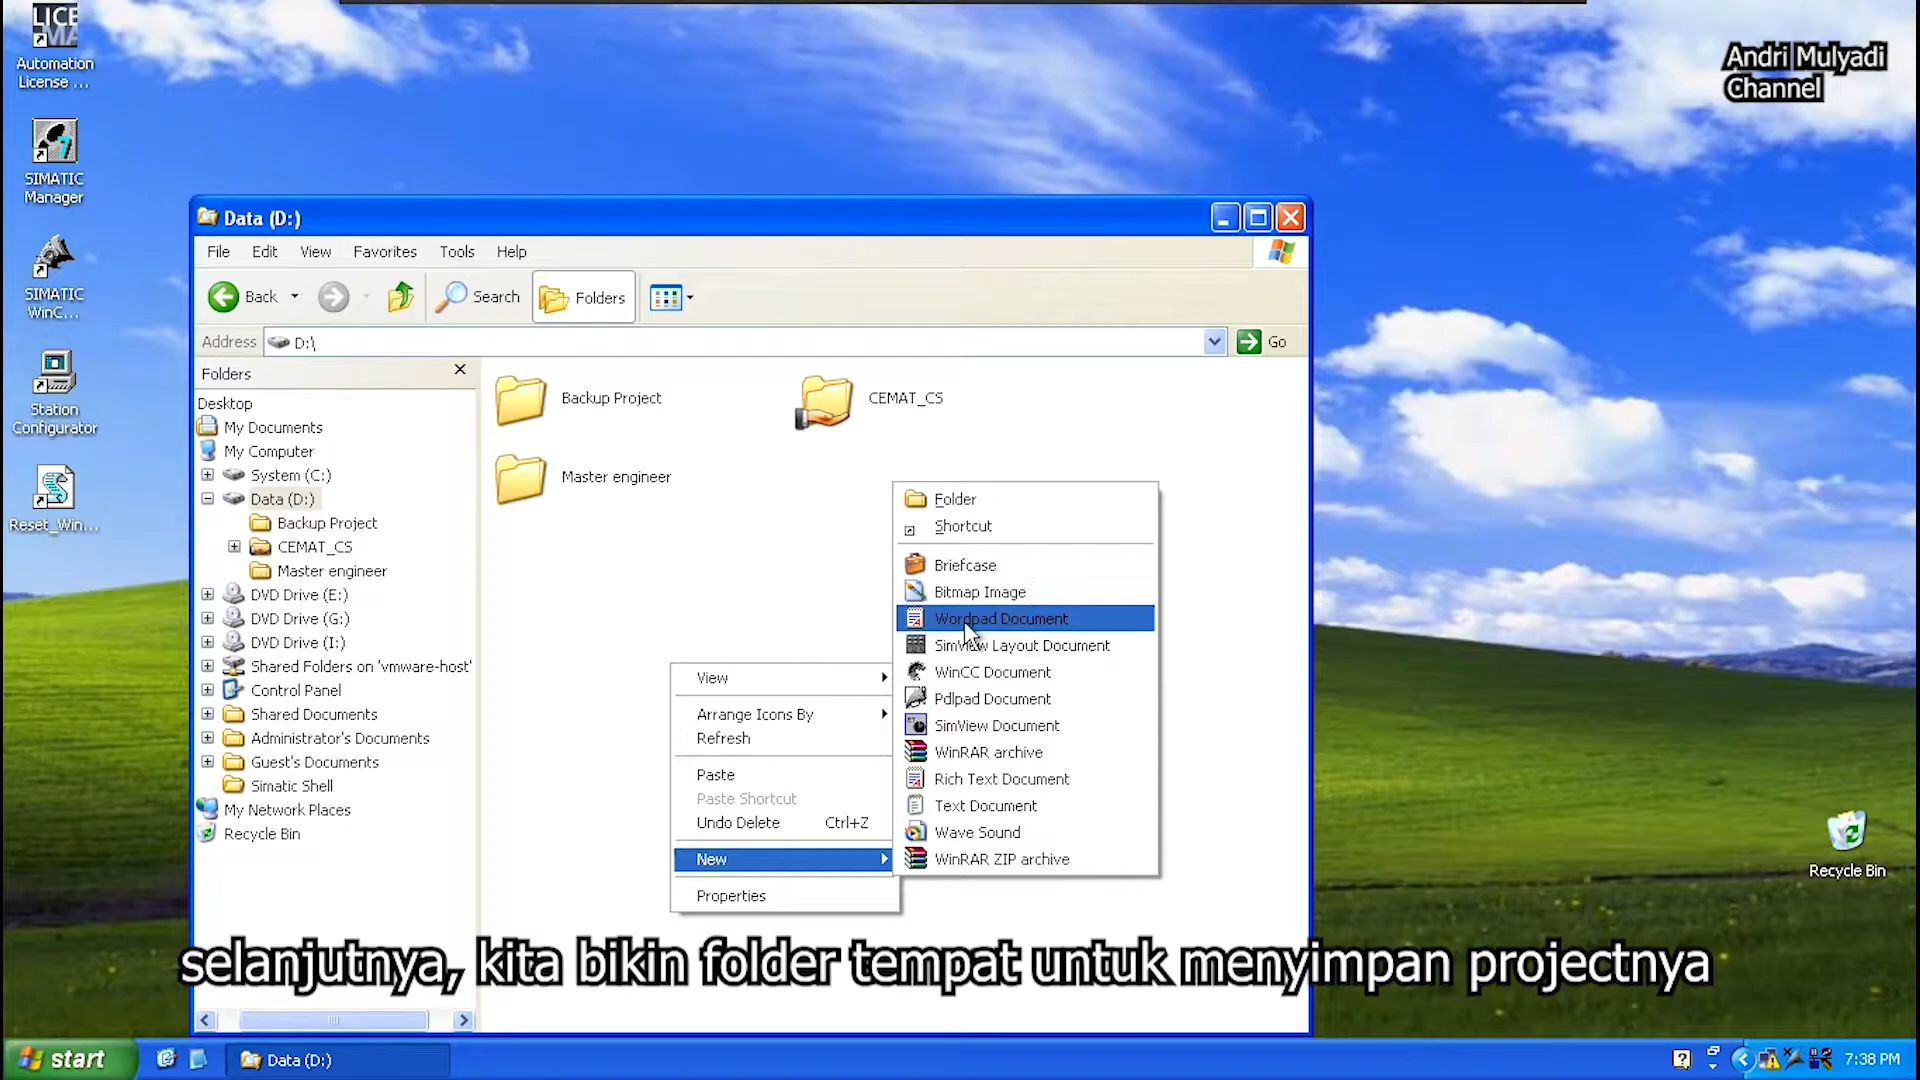 LICE
MA
Automation
License ...
SIMATIC
Manager
SIMATIC
WinC...
Station
Configurator
Reset_Win...
Andri Mulyadi
Channel
Data (D:)
File Edit View Favorites Tools Help
Back Search Folders
Address D:\ Go
Folders
Desktop
My Documents
My Computer
System (C:)
Data (D:)
Backup Project
CEMAT_CS
Master engineer
DVD Drive (E:)
DVD Drive (G:)
DVD Drive (I:)
Shared Folders on 'vmware-host'
Control Panel
Shared Documents
Administrator's Documents
Guest's Documents
Simatic Shell
My Network Places
Recycle Bin
Backup Project
CEMAT_CS
Master engineer
View
Arrange Icons By
Refresh
Paste
Paste Shortcut
Undo Delete Ctrl+Z
New
Properties
Folder
Shortcut
Briefcase
Bitmap Image
Wordpad Document
SimView Layout Document
WinCC Document
Pdlpad Document
SimView Document
WinRAR archive
Rich Text Document
Text Document
Wave Sound
WinRAR ZIP archive
Recycle Bin
selanjutnya, kita bikin folder tempat untuk menyimpan projectnya
start
Data (D:)
7:38 PM